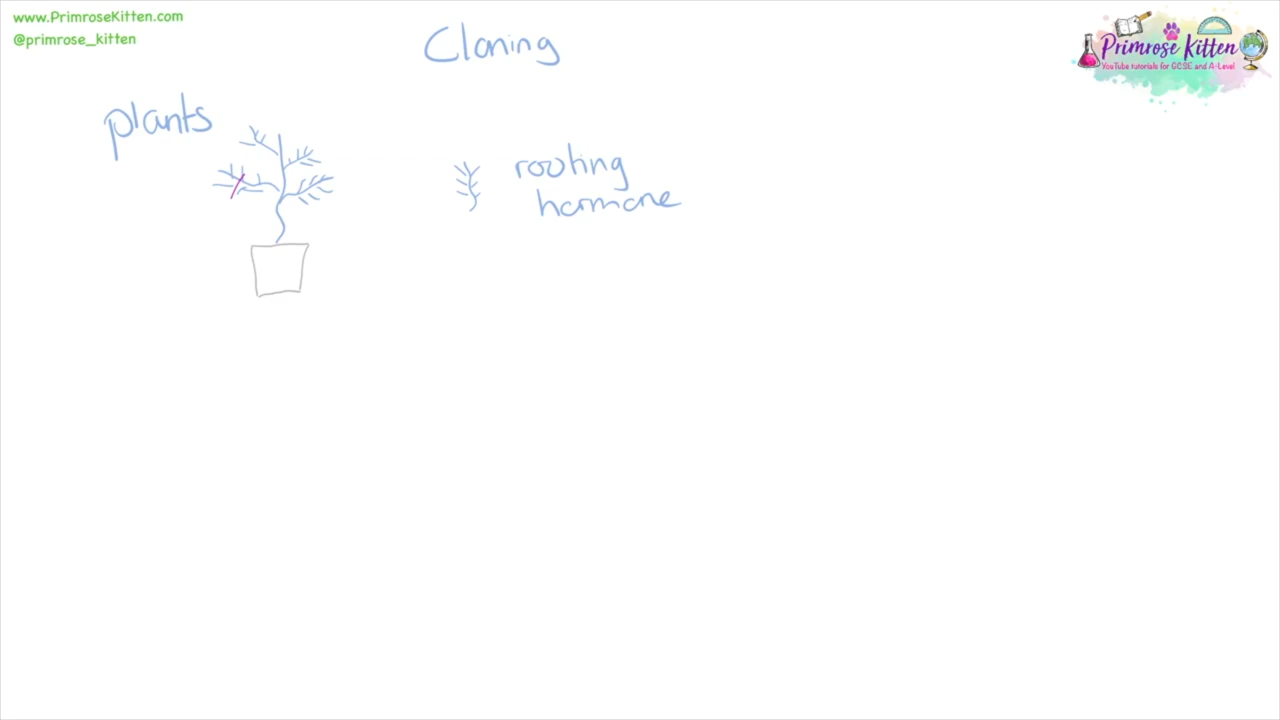 www.PrimroseKitten.com
@primrose_kitten
Cloning
Primrose Kitten
YouTube tutorials for GCSE and A-Level
plants
rooting
hormone